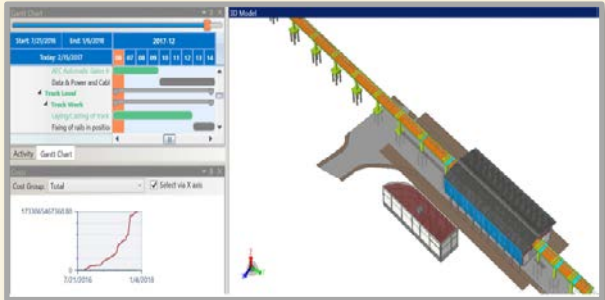 Gantt Chart
Start: 7/21/2016 End: 1/6/2018 2017-12
Today: 2/15/2017 06 07 08 09 10 11 12 13 14
AFC Automatic Gates
Data & Power and Cabl
Track Level
Track Work
Laying/Casting of track
Fixing of rails in positio
Activity Gantt Chart
Costs
Cost Group: Total Select via X axis
0
7/21/2016 1/4/2018
3D Model